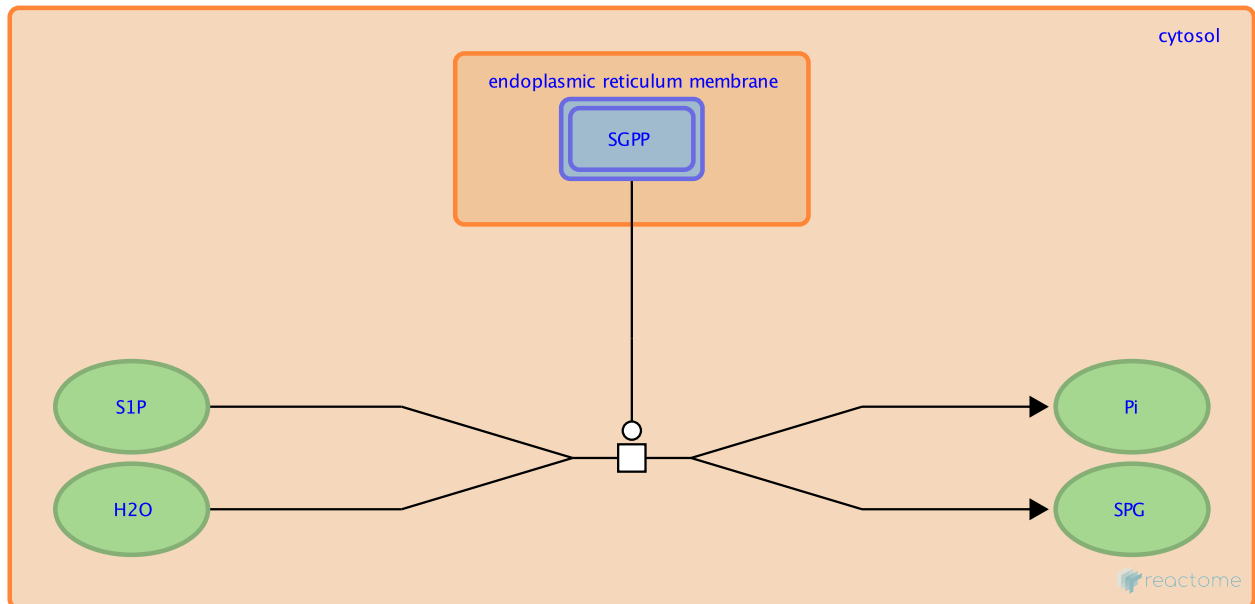 cytosol
endoplasmic reticulum membrane
SGPP
S1P
Pi
H2O
SPG
reactome